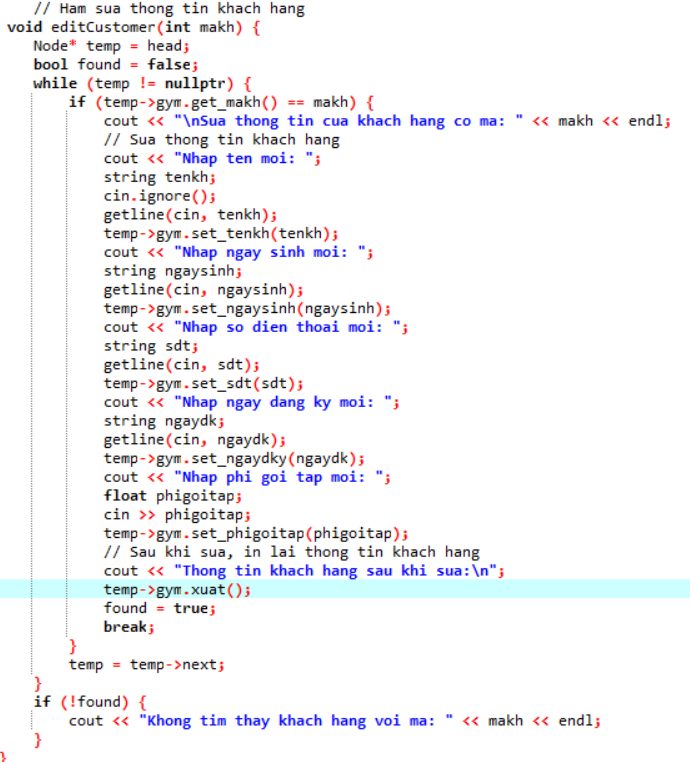 // Ham sua thong tin khach hang
void editCustomer(int makh) {
Node* temp = head;
bool found = false;
while (temp != nullptr) {
if (temp->gym.get_makh() == makh) {
cout << "\nSua thong tin cua khach hang co ma: " << makh << endl;
// Sua thong tin khach hang
cout << "Nhap ten moi: ";
string tenkh;
cin.ignore();
getline(cin, tenkh);
temp->gym.set_tenkh(tenkh);
cout << "Nhap ngay sinh moi: ";
string ngaysinh;
getline(cin, ngaysinh);
temp->gym.set_ngaysinh(ngaysinh);
cout << "Nhap so dien thoai moi: ";
string sdt;
getline(cin, sdt);
temp->gym.set_sdt(sdt);
cout << "Nhap ngay dang ky moi: ";
string ngaydk;
getline(cin, ngaydk);
temp->gym.set_ngaydky(ngaydk);
cout << "Nhap phi goi tap moi: ";
float phigoitap;
cin >> phigoitap;
temp->gym.set_phigoitap(phigoitap);
// Sau khi sua, in lai thong tin khach hang
cout << "Thong tin khach hang sau khi sua:\n";
temp->gym.xuat();
found = true;
break;
}
temp = temp->next;
}
if (!found) {
cout << "Khong tim thay khach hang voi ma: " << makh << endl;
}
}